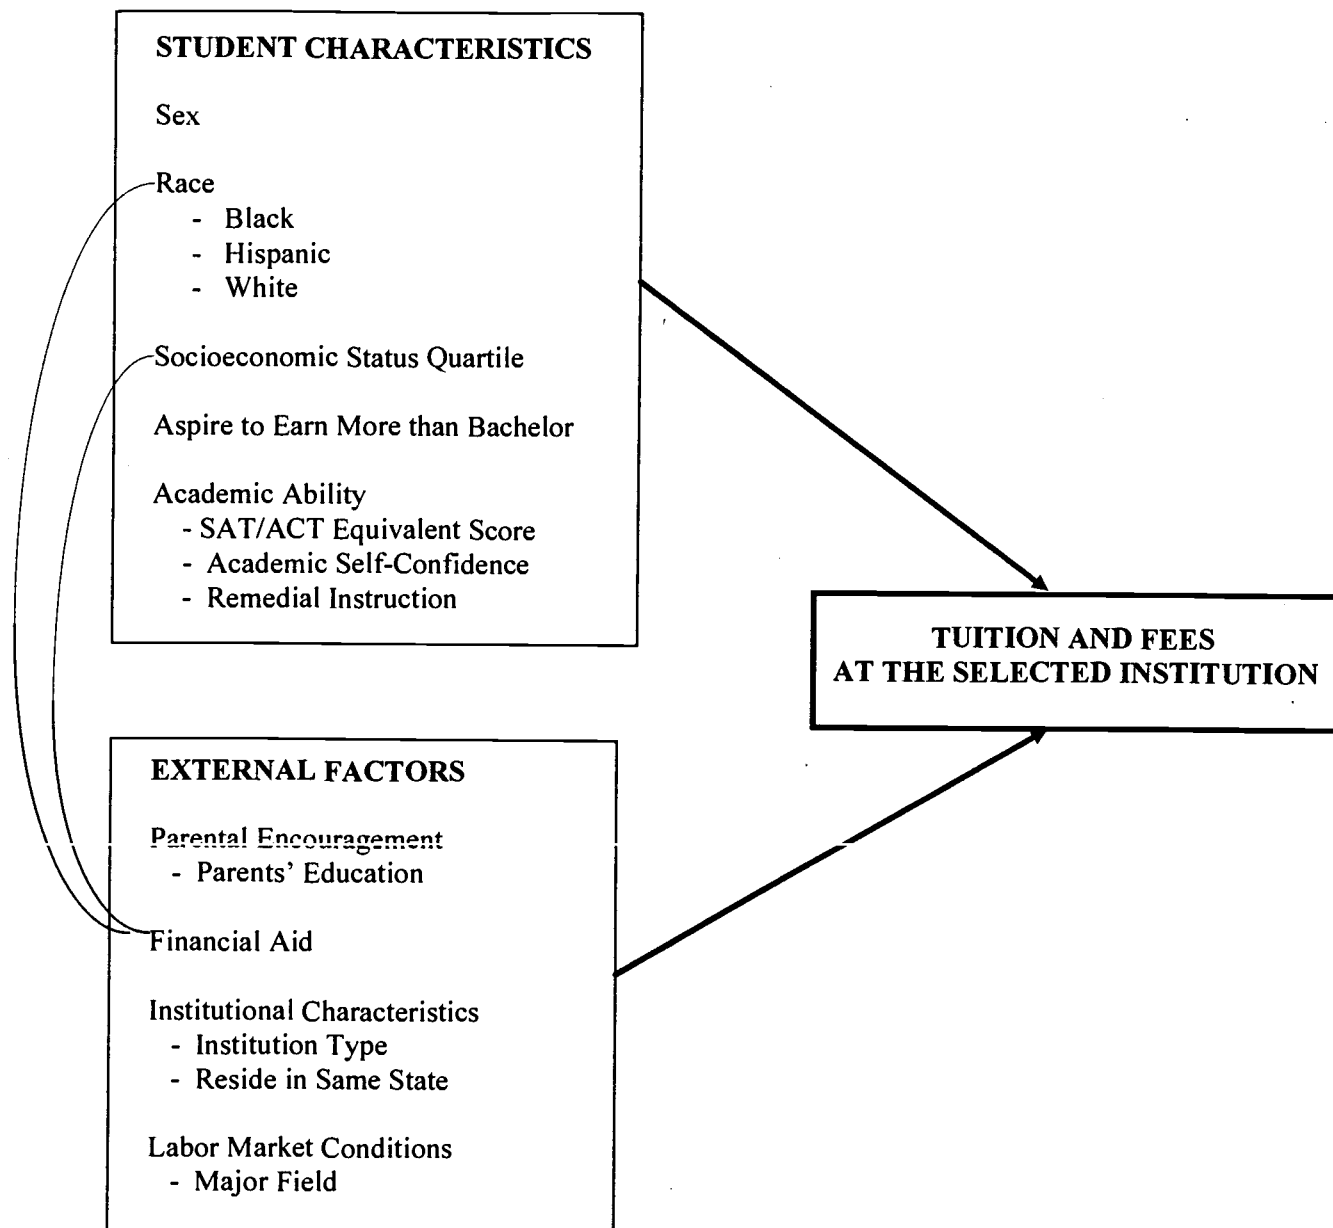 STUDENT CHARACTERISTICS
Sex
Race
- Black
- Hispanic
- White
Socioeconomic Status Quartile
Aspire to Earn More than Bachelor
Academic Ability
- SAT/ACT Equivalent Score
- Academic Self-Confidence
- Remedial Instruction
TUITION AND FEES
AT THE SELECTED INSTITUTION
EXTERNAL FACTORS
Parental Encouragement
- Parents' Education
Financial Aid
Institutional Characteristics
- Institution Type
- Reside in Same State
Labor Market Conditions
- Major Field